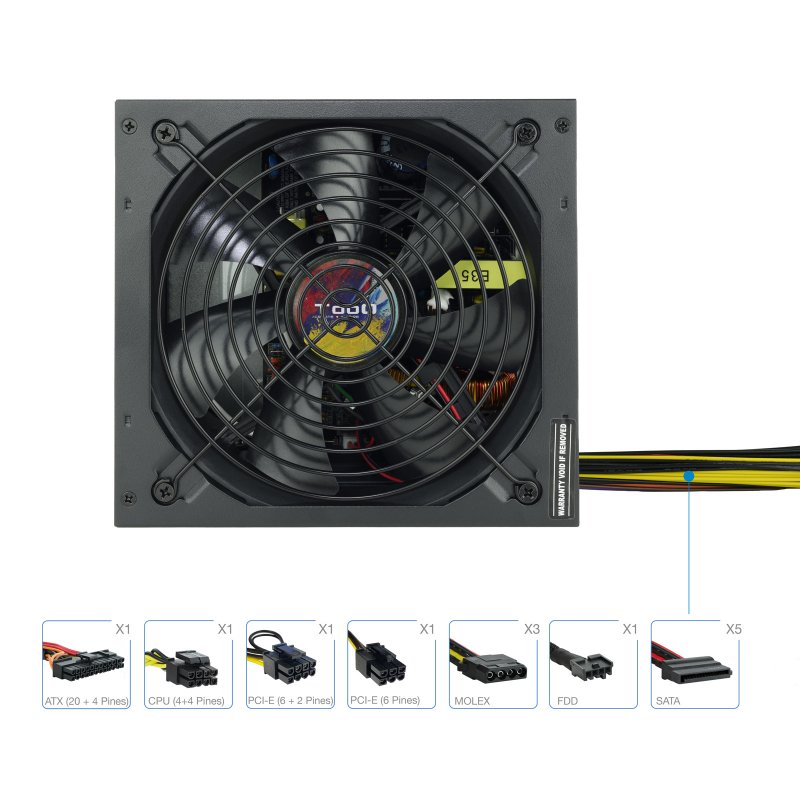 B35
WARRANTY VOID IF REMOVED
X1
ATX (20 + 4 Pines)
X1
CPU (4+4 Pines)
X1
PCI-E (6 + 2 Pines)
X1
PCI-E (6 Pines)
X3
MOLEX
X1
FDD
X5
SATA